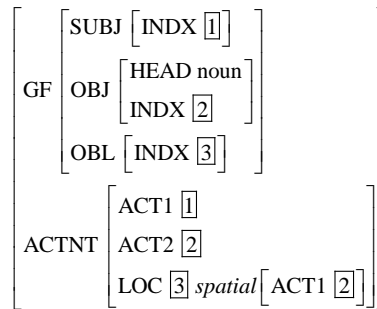 SUBJ [INDX 1]
GF OBJ [HEAD noun
INDX 2]
OBL [INDX 3]
ACT1 1
ACTNT ACT2 2
LOC 3 spatial[ACT1 2]